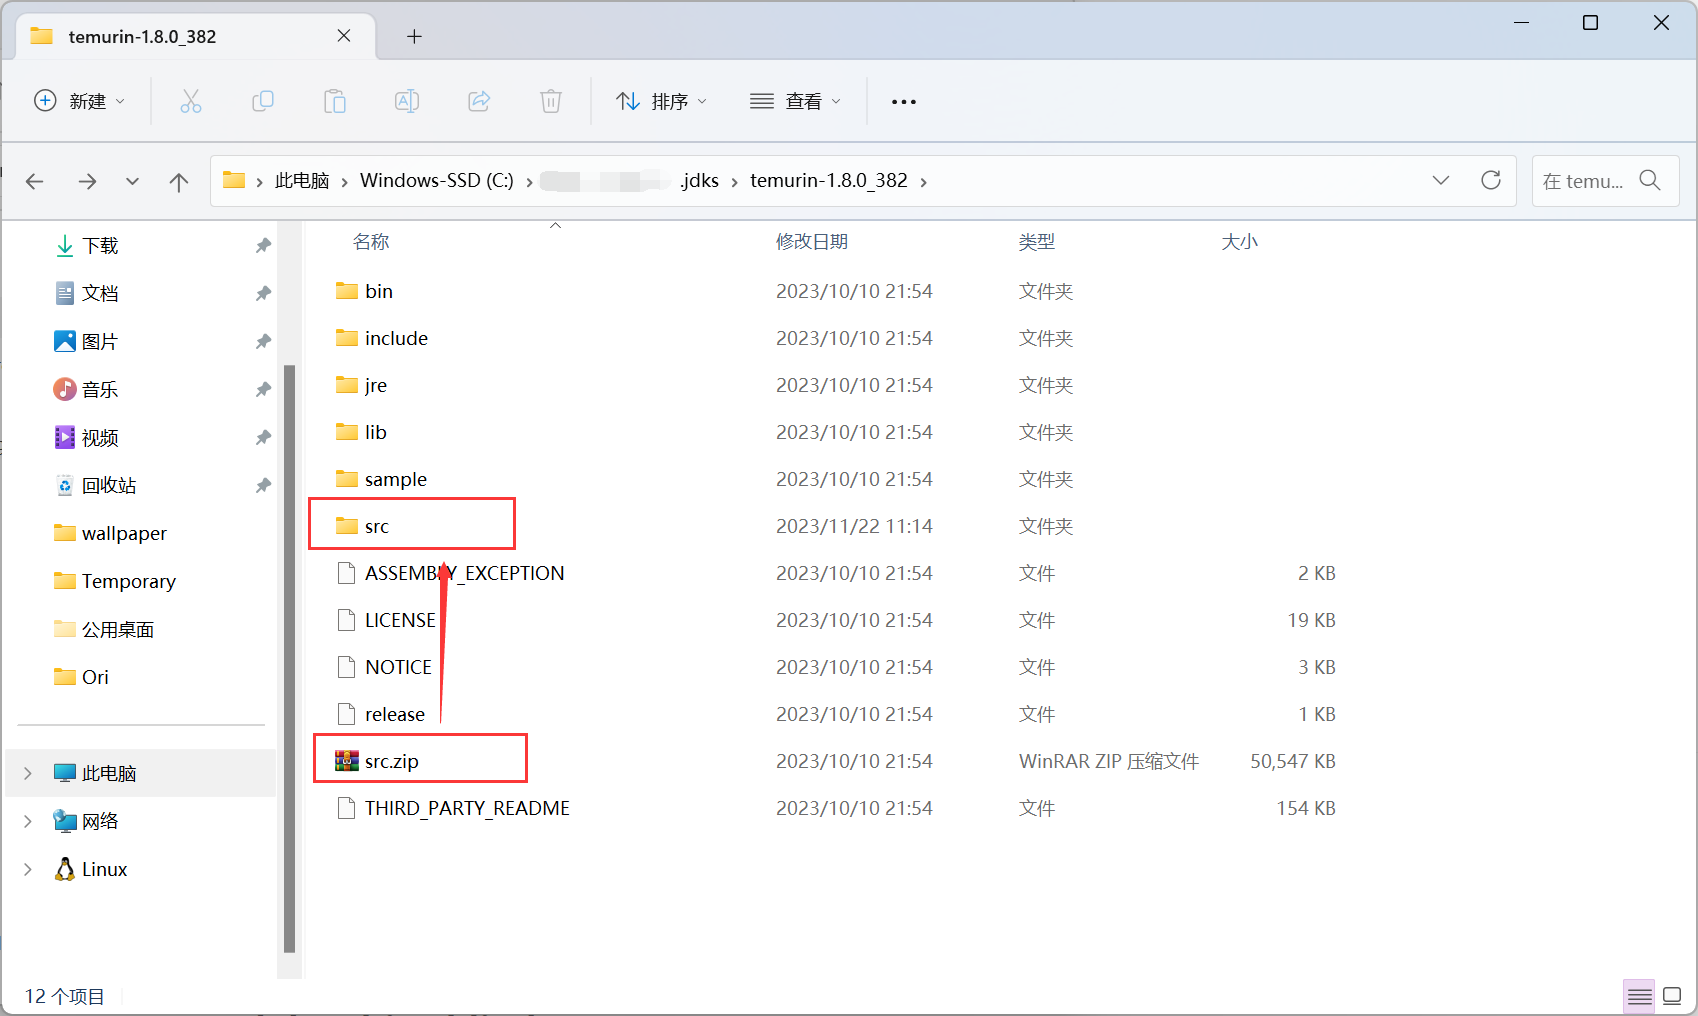 temurin-1.8.0_382
新建 排序 查看
此电脑 Windows-SSD (C:) .jdks temurin-1.8.0_382 在 temu...
名称 修改日期 类型 大小
下载
文档
图片
音乐
视频
回收站
wallpaper
Temporary
公用桌面
Ori
此电脑
网络
Linux
bin 2023/10/10 21:54 文件夹
include 2023/10/10 21:54 文件夹
jre 2023/10/10 21:54 文件夹
lib 2023/10/10 21:54 文件夹
sample 2023/10/10 21:54 文件夹
src 2023/11/22 11:14 文件夹
ASSEMBLY_EXCEPTION 2023/10/10 21:54 文件 2 KB
LICENSE 2023/10/10 21:54 文件 19 KB
NOTICE 2023/10/10 21:54 文件 3 KB
release 2023/10/10 21:54 文件 1 KB
src.zip 2023/10/10 21:54 WinRAR ZIP 压缩文件 50,547 KB
THIRD_PARTY_README 2023/10/10 21:54 文件 154 KB
12 个项目